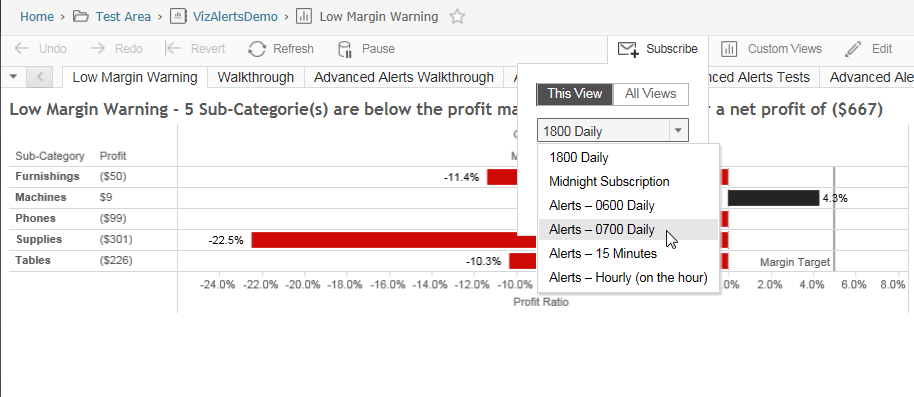 Home > Test Area > VizAlertsDemo > Low Margin Warning
Undo Redo Revert Refresh Pause Subscribe Custom Views Edit
Low Margin Warning Walkthrough Advanced Alerts Walkthrough Alerts Tests Advanced Ale
Low Margin Warning - 5 Sub-Categorie(s) are below the profit ma a net profit of ($667)
This View All Views
1800 Daily
1800 Daily
Midnight Subscription
Alerts – 0600 Daily
Alerts – 0700 Daily
Alerts – 15 Minutes
Alerts – Hourly (on the hour)
Sub-Category Profit
Furnishings ($50) -11.4%
Machines $9 4.3%
Phones ($99)
Supplies ($301) -22.5%
Tables ($226) -10.3% Margin Target
-24.0% -22.0% -20.0% -18.0% -16.0% -14.0% -12.0% -10.0% .0% 2.0% 4.0% 6.0% 8.0%
Profit Ratio